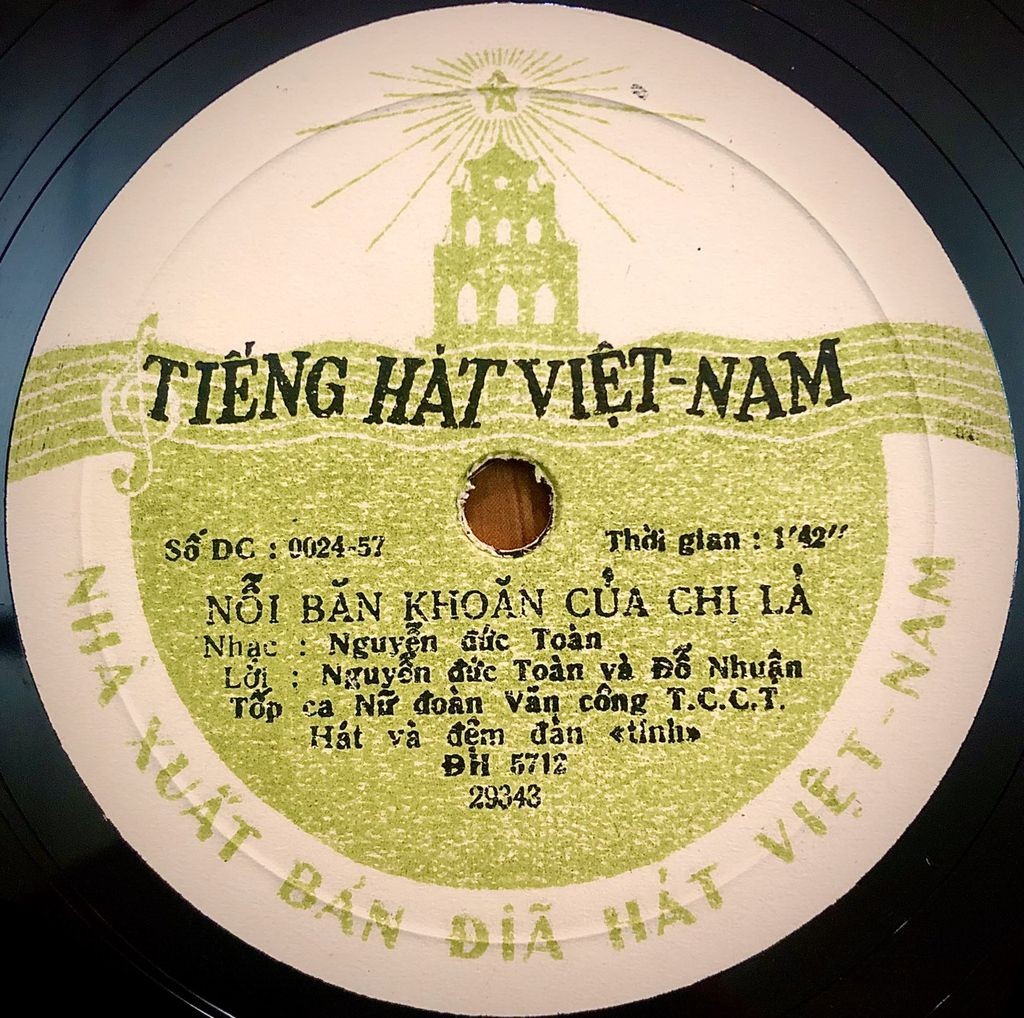 TIẾNG HÁT VIỆT-NAM
Số DC : 0024-57
Thời gian : 1'42''
NỖI BĂN KHOĂN CỦA CHỊ LẢ
Nhạc : Nguyễn đức Toàn
Lời : Nguyễn đức Toàn và Đỗ Nhuận
Tốp ca Nữ đoàn Văn công T.C.C.T.
Hát và đệm đàn «tính»
ĐH 5712
29343
NHÀ XUẤT BẢN ĐĨA HÁT VIỆT-NAM